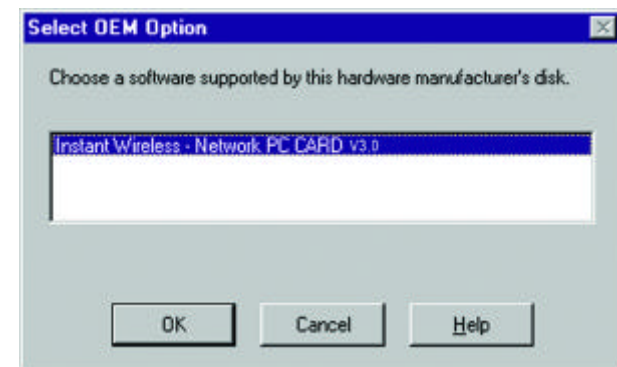 Select OEM Option
Choose a software supported by this hardware manufacturer's disk.
Instant Wireless - Network PC CARD V3.0
OK
Cancel
Help